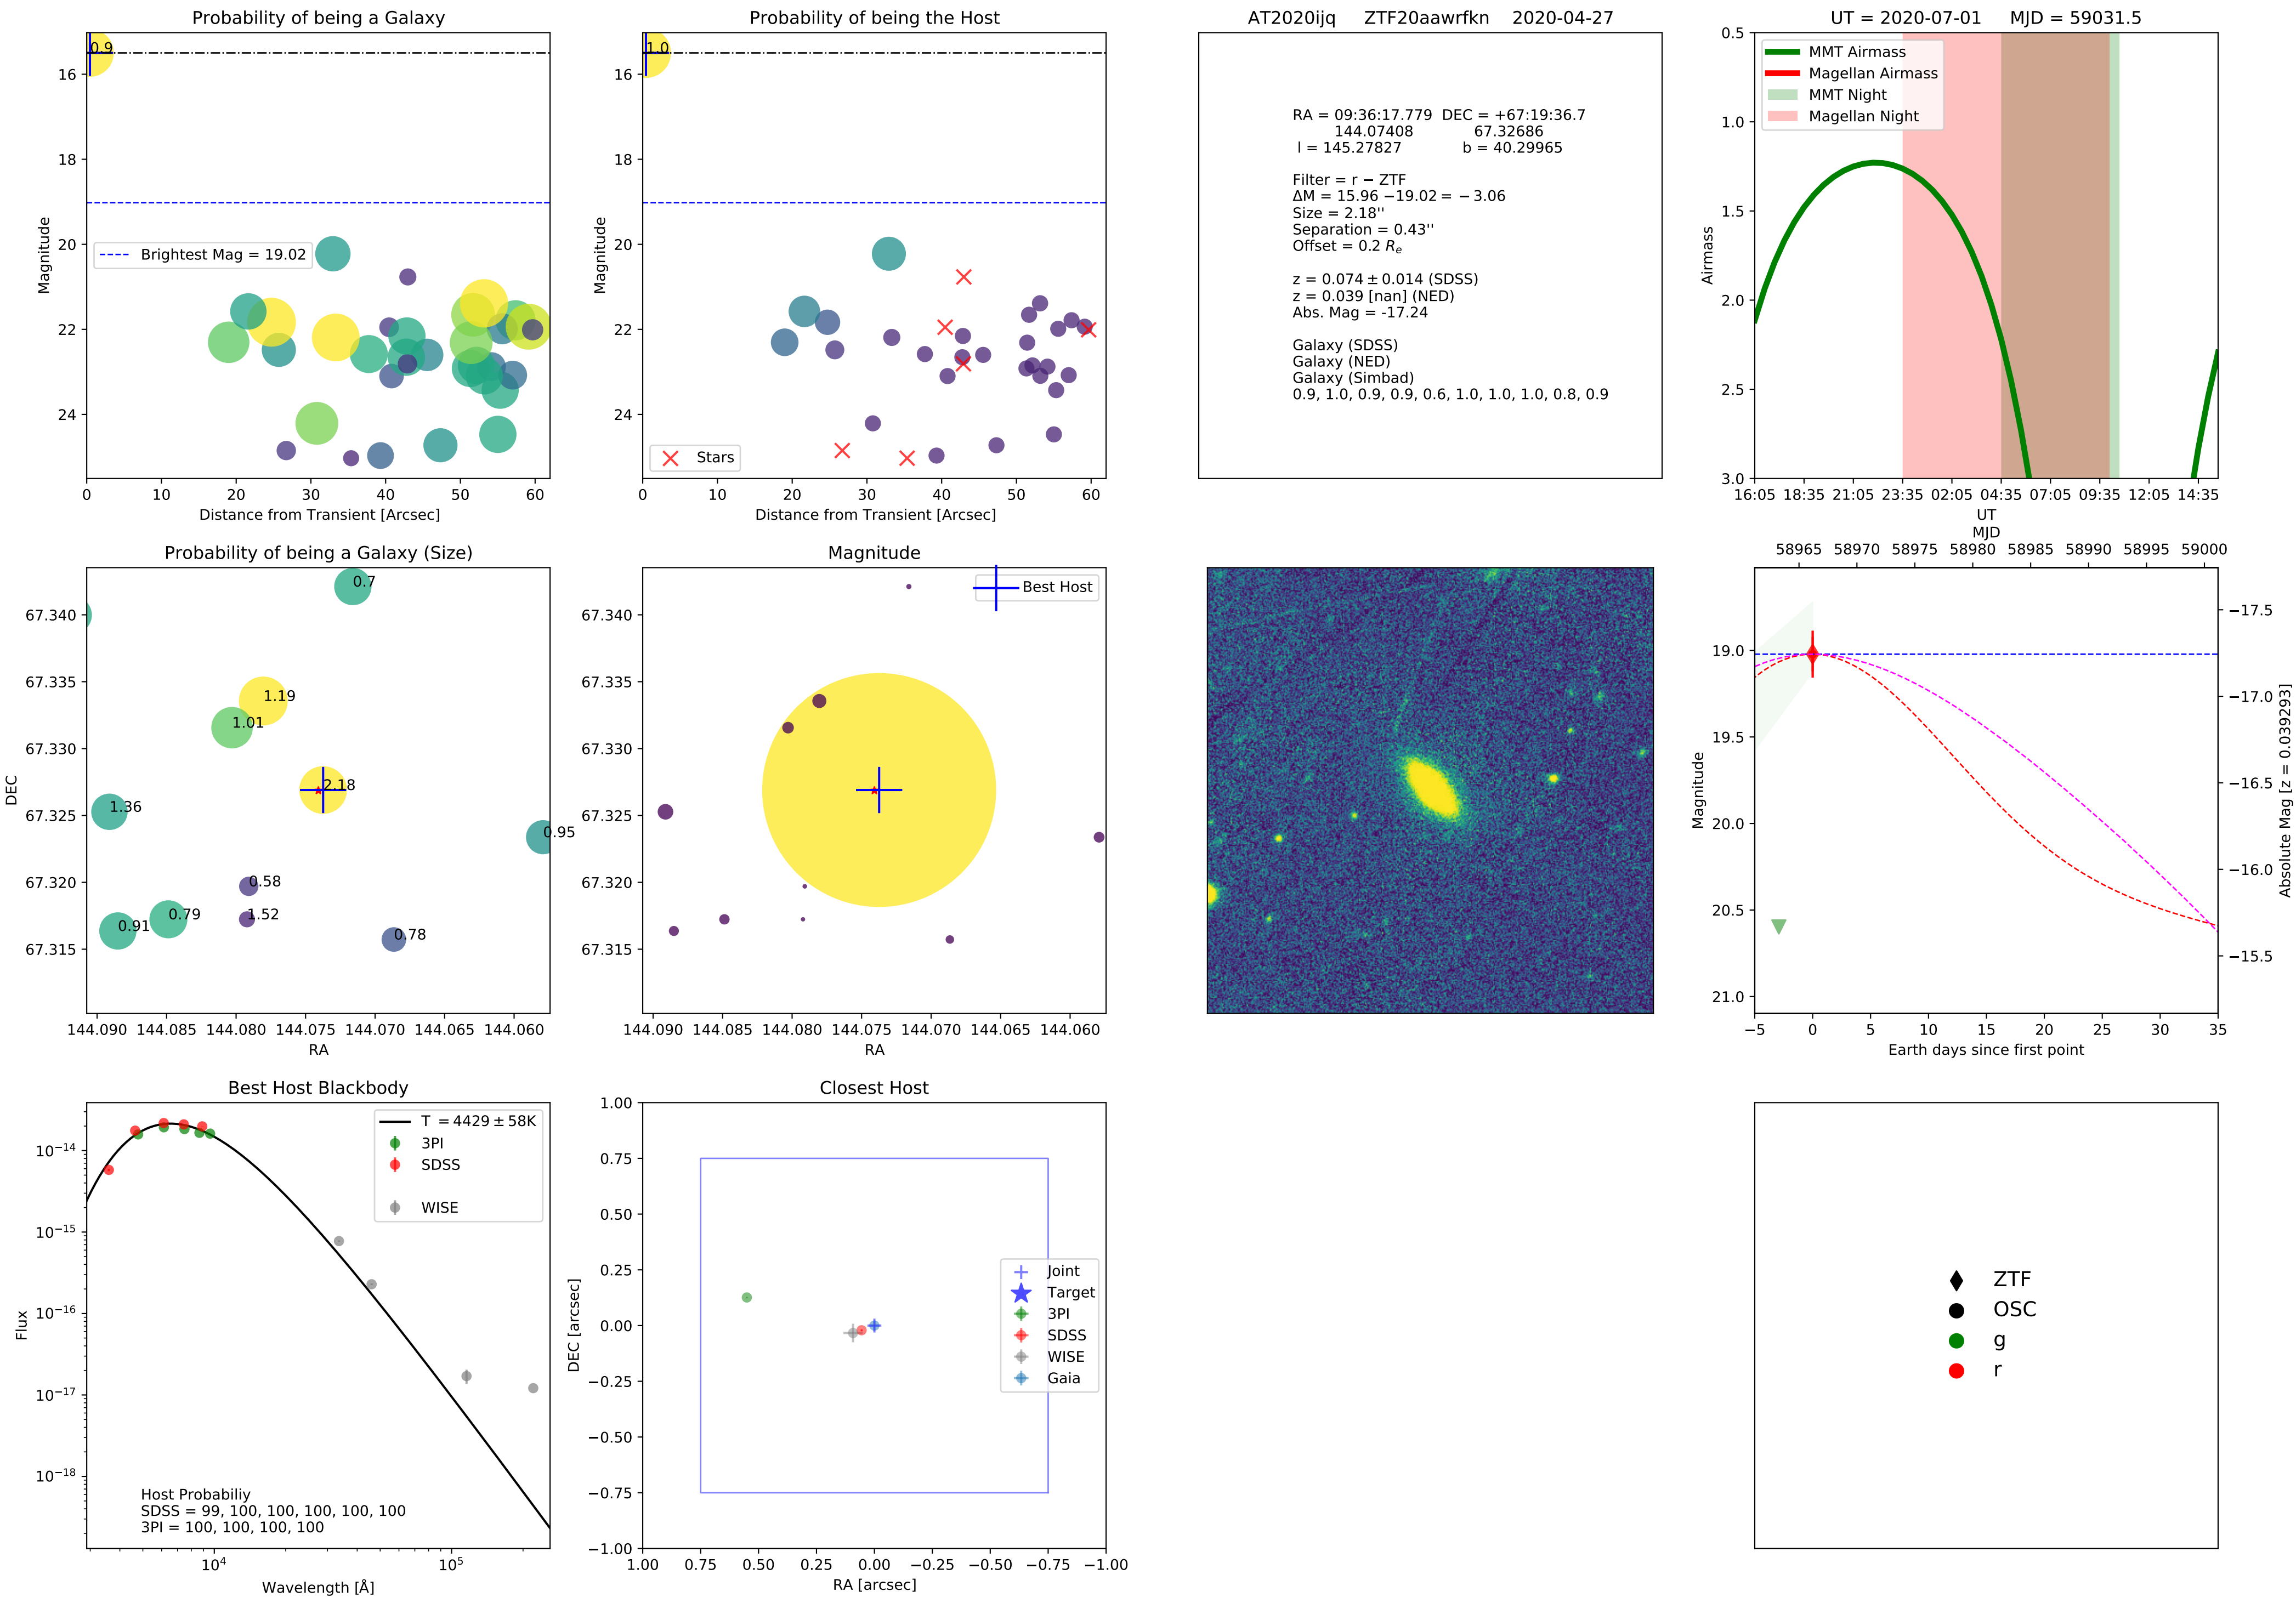 Probability of being a Galaxy
0.9
16
18
20
22
24
Magnitude
Brightest Mag = 19.02
0 10 20 30 40 50 60
Distance from Transient [Arcsec]
Probability of being the Host
1.0
16
18
20
22
24
Magnitude
Stars
0 10 20 30 40 50 60
Distance from Transient [Arcsec]
AT2020ijq ZTF20aawrfkn 2020-04-27
RA = 09:36:17.779 DEC = +67:19:36.7
144.07408 67.32686
l = 145.27827 b = 40.29965
Filter = r − ZTF
ΔM = 15.96 −19.02 = −3.06
Size = 2.18''
Separation = 0.43''
Offset = 0.2 Re
z = 0.074 ± 0.014 (SDSS)
z = 0.039 [nan] (NED)
Abs. Mag = -17.24
Galaxy (SDSS)
Galaxy (NED)
Galaxy (Simbad)
0.9, 1.0, 0.9, 0.9, 0.6, 1.0, 1.0, 1.0, 0.8, 0.9
UT = 2020-07-01 MJD = 59031.5
MMT Airmass
Magellan Airmass
MMT Night
Magellan Night
0.5
1.0
1.5
2.0
2.5
3.0
Airmass
16:05 18:35 21:05 23:35 02:05 04:35 07:05 09:35 12:05 14:35
UT
Probability of being a Galaxy (Size)
0.7
1.19
1.01
2.18
1.36
0.95
0.58
0.79
1.52
0.91
0.78
67.340
67.335
67.330
67.325
67.320
67.315
DEC
144.090 144.085 144.080 144.075 144.070 144.065 144.060
RA
Magnitude
Best Host
67.340
67.335
67.330
67.325
67.320
67.315
144.090 144.085 144.080 144.075 144.070 144.065 144.060
RA
MJD
58965 58970 58975 58980 58985 58990 58995 59000
19.0
19.5
20.0
20.5
21.0
Magnitude
−17.5
−17.0
−16.5
−16.0
−15.5
Absolute Mag [z = 0.039293]
−5 0 5 10 15 20 25 30 35
Earth days since first point
Best Host Blackbody
T = 4429 ± 58K
3PI
SDSS
WISE
10−14
10−15
10−16
10−17
10−18
Flux
Host Probabiliy
SDSS = 99, 100, 100, 100, 100, 100
3PI = 100, 100, 100, 100
104 105
Wavelength [Å]
Closest Host
1.00
0.75
0.50
0.25
0.00
−0.25
−0.50
−0.75
−1.00
DEC [arcsec]
Joint
Target
3PI
SDSS
WISE
Gaia
1.00 0.75 0.50 0.25 0.00 −0.25 −0.50 −0.75 −1.00
RA [arcsec]
ZTF
OSC
g
r